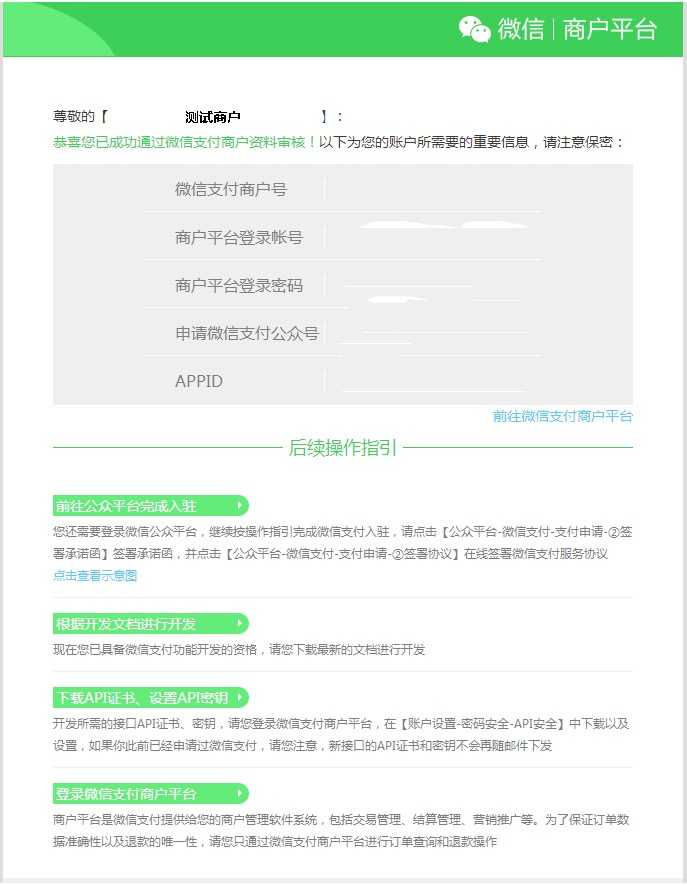 微信 | 商户平台
尊敬的【 测试商户 】：
恭喜您已成功通过微信支付商户资料审核！以下为您的账户所需要的重要信息，请注意保密：
微信支付商户号
商户平台登录帐号
商户平台登录密码
申请微信支付公众号
APPID
前往微信支付商户平台
后续操作指引
前往公众平台完成入驻
您还需要登录微信公众平台，继续按操作指引完成微信支付入驻，请点击【公众平台-微信支付-支付申请-②签
署承诺函】签署承诺函，并点击【公众平台-微信支付-支付申请-②签署协议】在线签署微信支付服务协议
点击查看示意图
根据开发文档进行开发
现在您已具备微信支付功能开发的资格，请您下载最新的文档进行开发
下载API证书、设置API密钥
开发所需的接口API证书、密钥，请您登录微信支付商户平台，在【账户设置-密码安全-API安全】中下载以及
设置，如果你此前已经申请过微信支付，请您注意，新接口的API证书和密钥不会再随邮件下发
登录微信支付商户平台
商户平台是微信支付提供给您的商户管理软件系统，包括交易管理、结算管理、营销推广等。为了保证订单数
据准确性以及退款的唯一性，请您只通过微信支付商户平台进行订单查询和退款操作